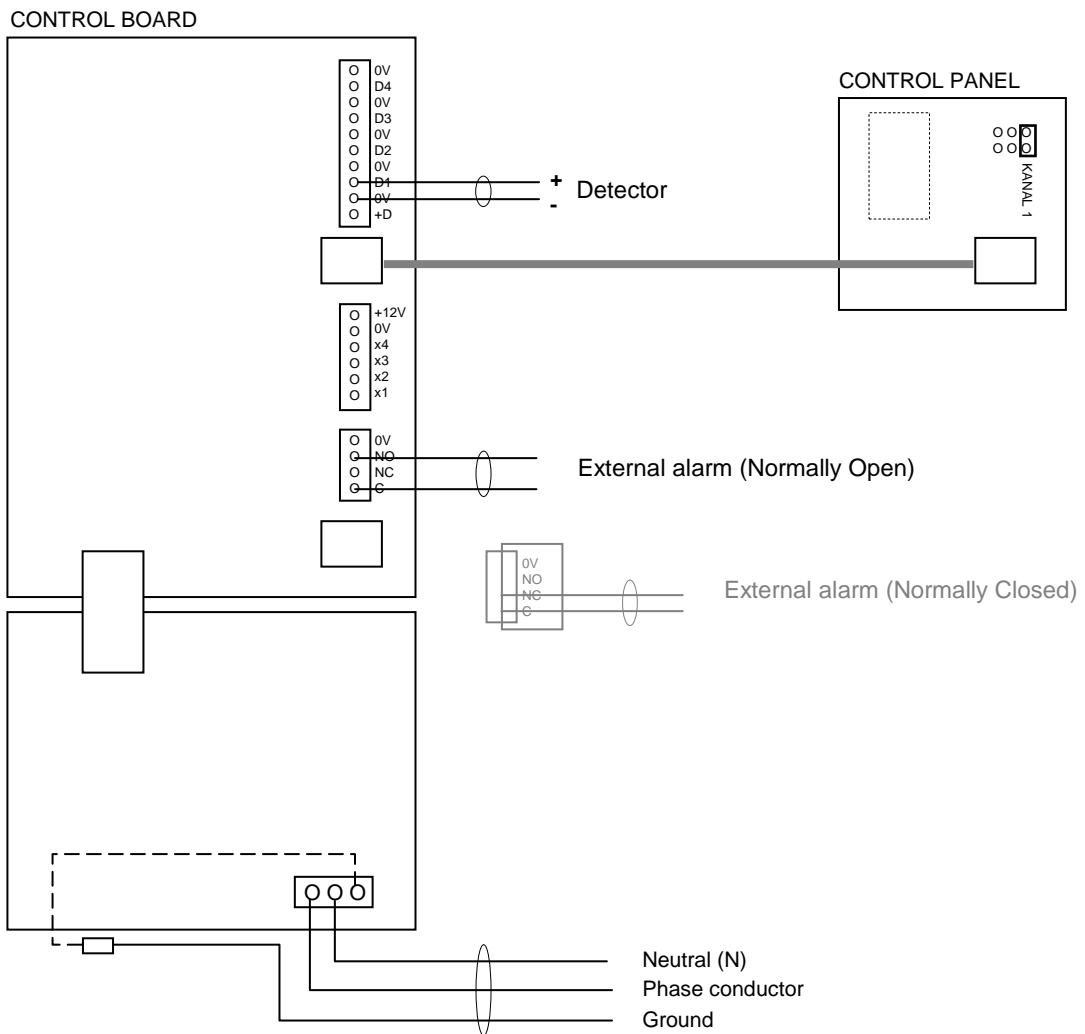 CONTROL BOARD
0V
D4
0V
D3
0V
D2
0V
D1
0V
+D
+
-
Detector
CONTROL PANEL
KANAL 1
+12V
0V
x4
x3
x2
x1
0V
NO
NC
C
External alarm (Normally Open)
0V
NO
NC
C
External alarm (Normally Closed)
Neutral (N)
Phase conductor
Ground